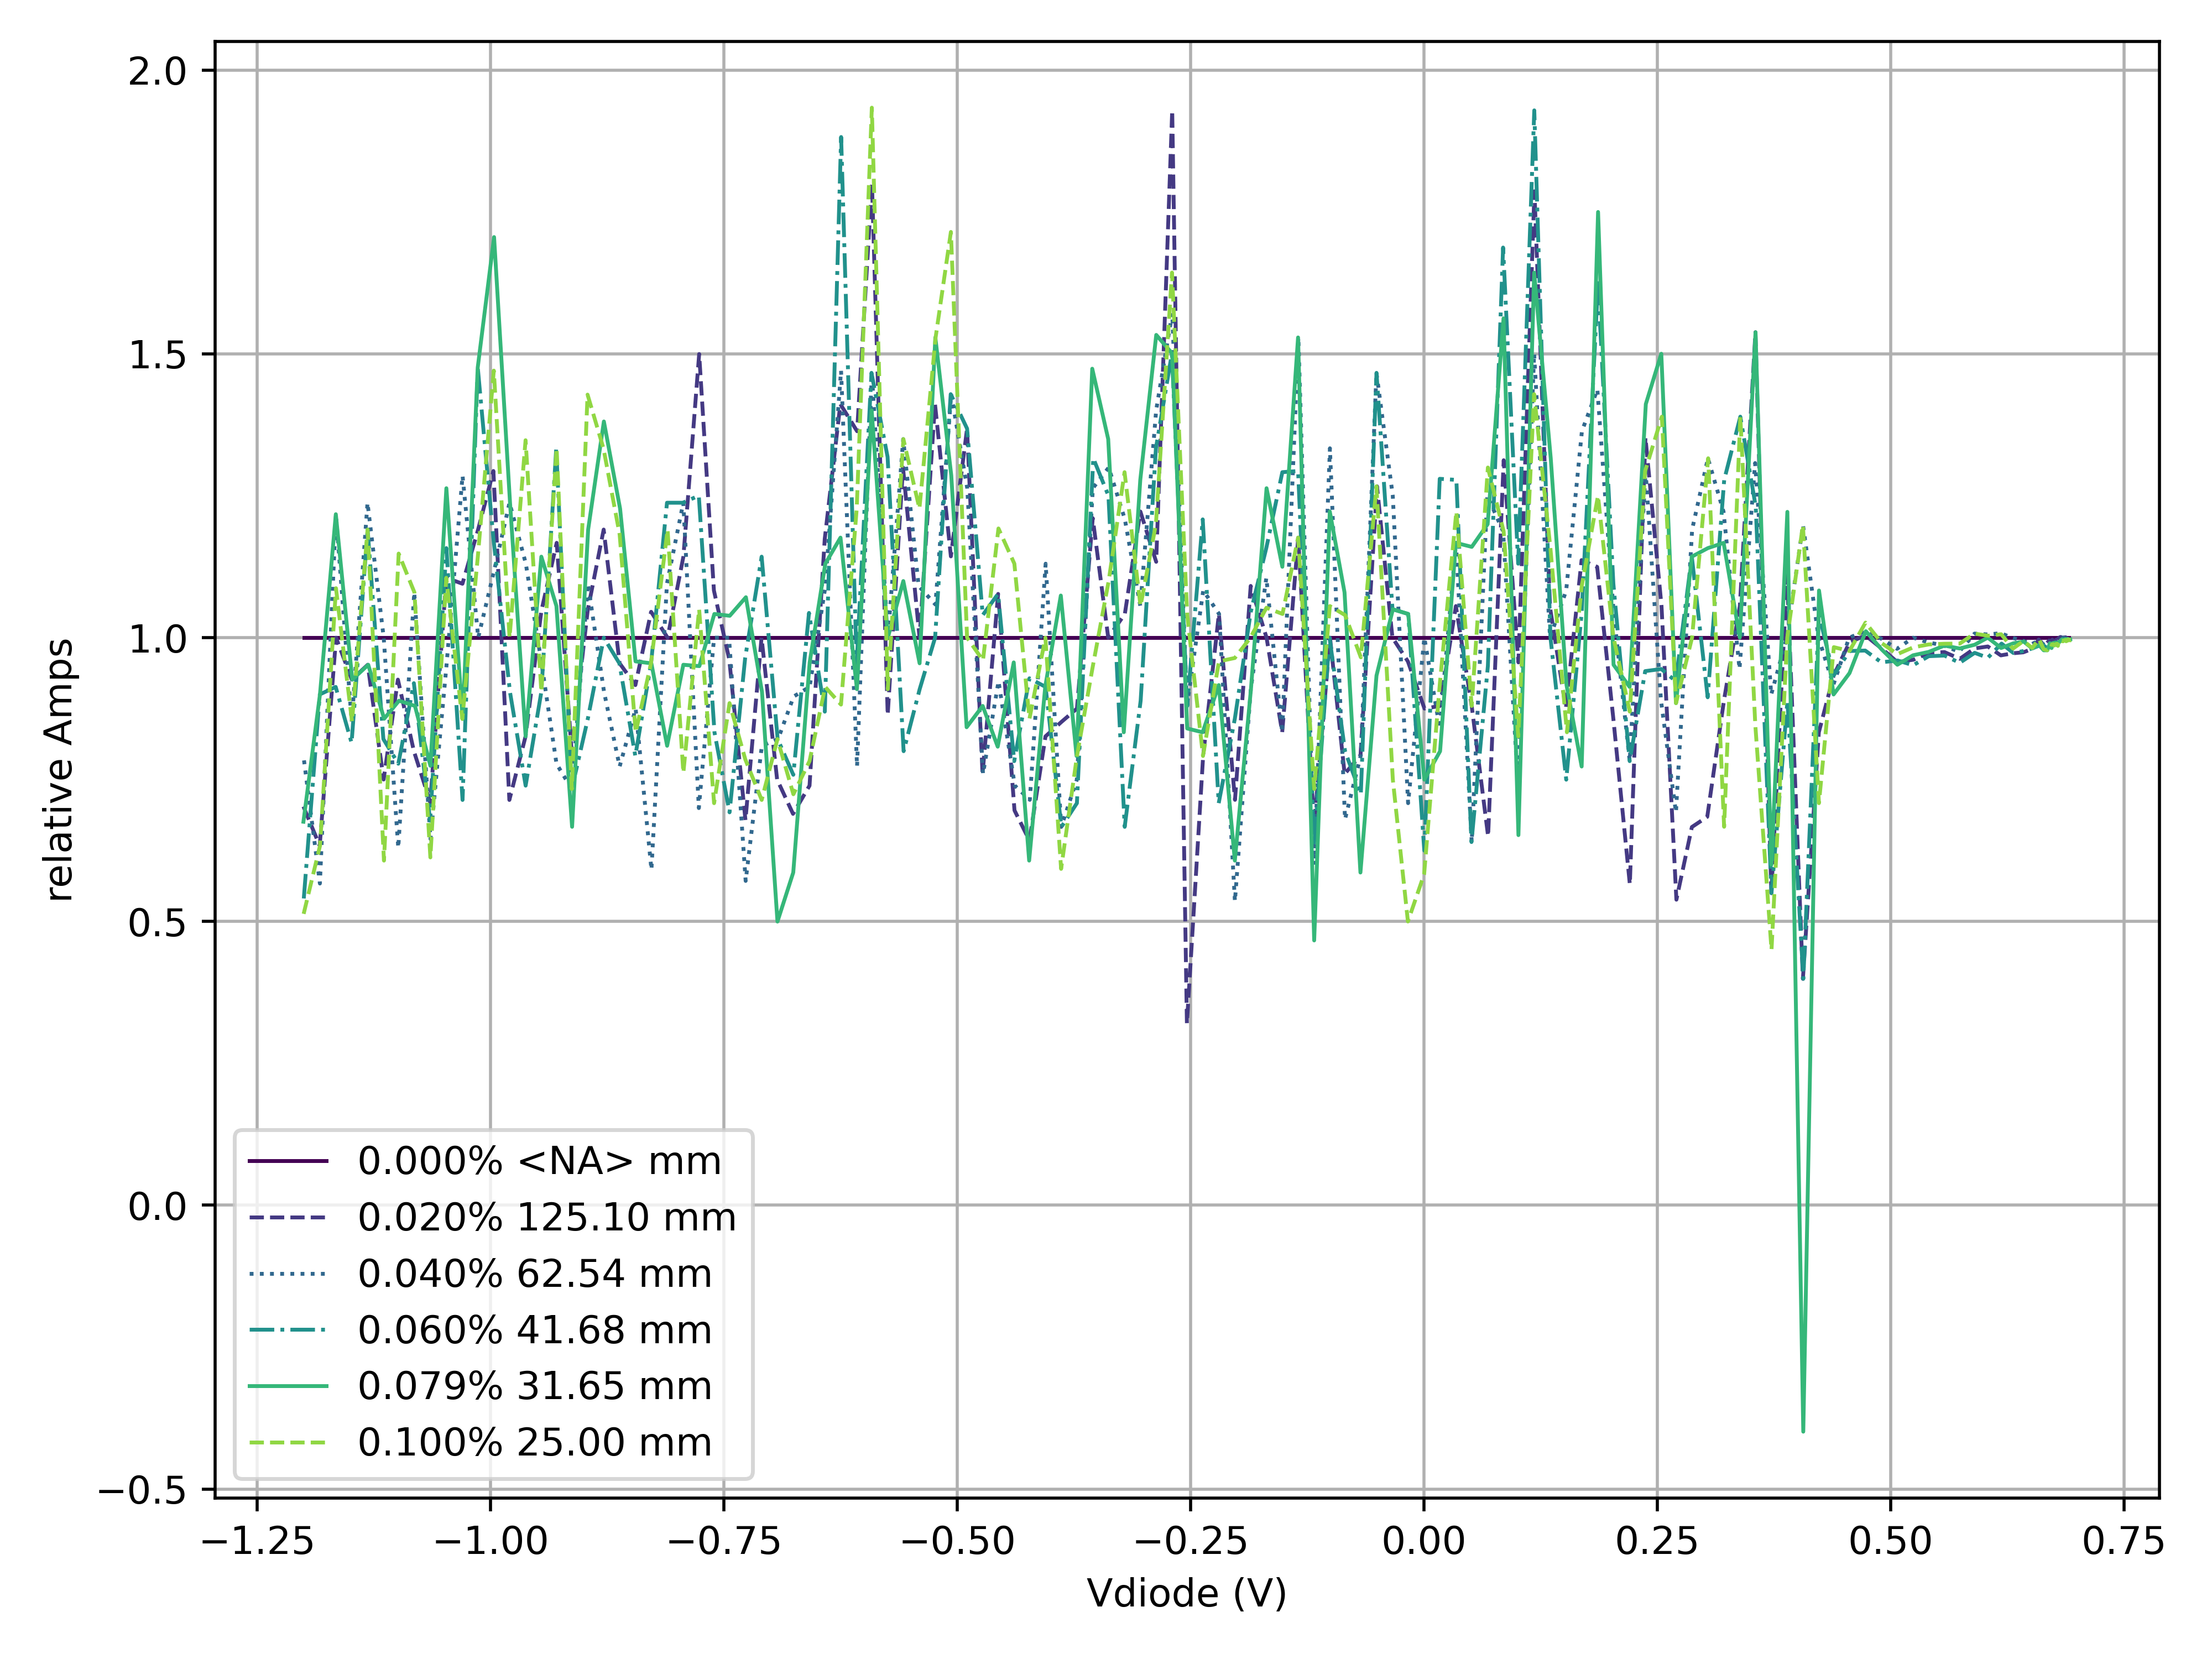 2.0
1.5
1.0
0.5
0.0
−0.5
relative Amps
0.000% <NA> mm
0.020% 125.10 mm
0.040% 62.54 mm
0.060% 41.68 mm
0.079% 31.65 mm
0.100% 25.00 mm
−1.25 −1.00 −0.75 −0.50 −0.25 0.00 0.25 0.50 0.75
Vdiode (V)